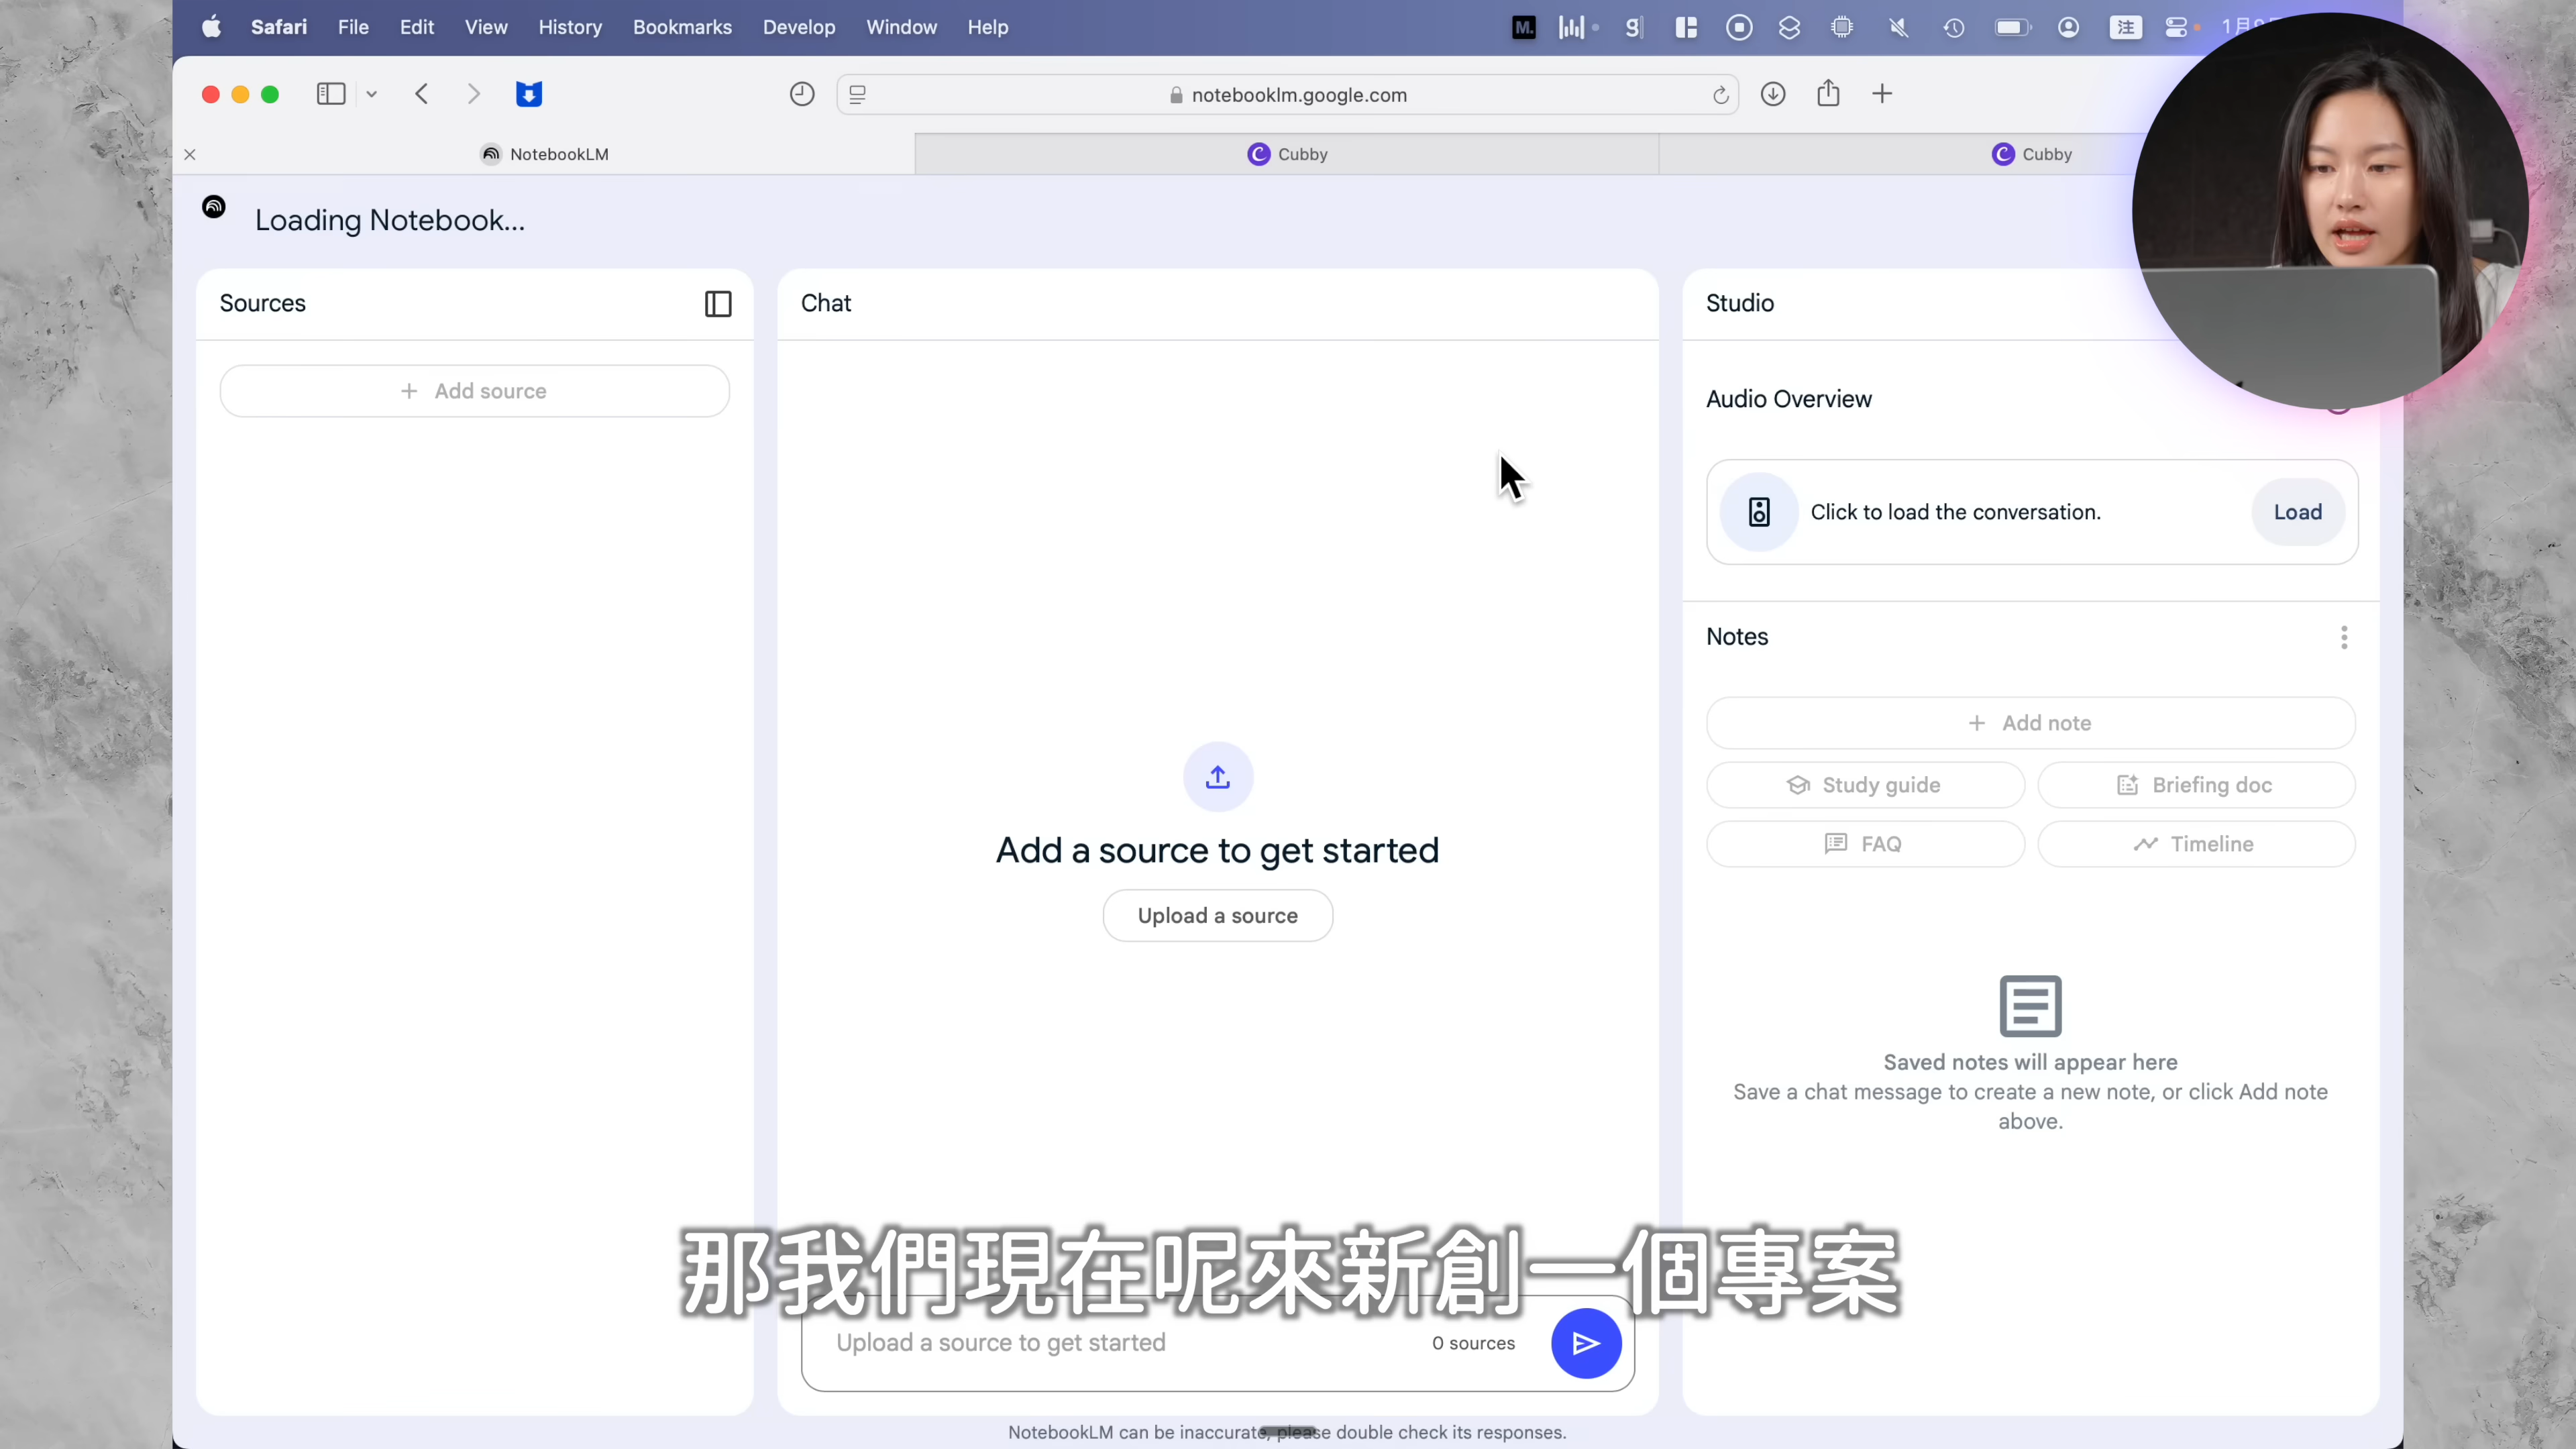 Safari File Edit View History Bookmarks Develop Window Help
注
notebooklm.google.com
NotebookLM
Cubby
Cubby
Loading Notebook...
Sources
+ Add source
Chat
Add a source to get started
Upload a source
Studio
Audio Overview
Click to load the conversation.
Load
Notes
+ Add note
Study guide
Briefing doc
FAQ
Timeline
Saved notes will appear here
Save a chat message to create a new note, or click Add note
above.
那我們現在呢來新創一個專案
Upload a source to get started
0 sources
NotebookLM can be inaccurate, please double check its responses.